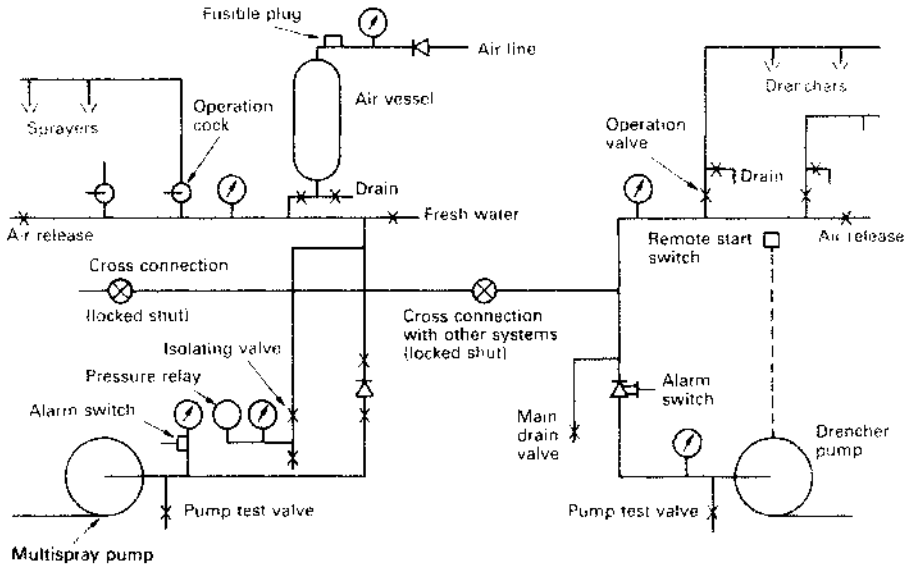 Fusible plug
Air line
Air vessel
Operation
cock
Sprayers
Drenchers
Operation
valve
Drain
Drain
Fresh water
Air release
Remote start
switch
Air release
Cross connection
(locked shut)
Cross connection
with other systems
(locked shut)
Isolating valve
Pressure relay
Alarm switch
Alarm
switch
Main
drain
valve
Drencher
pump
Pump test valve
Pump test valve
Multispray pump